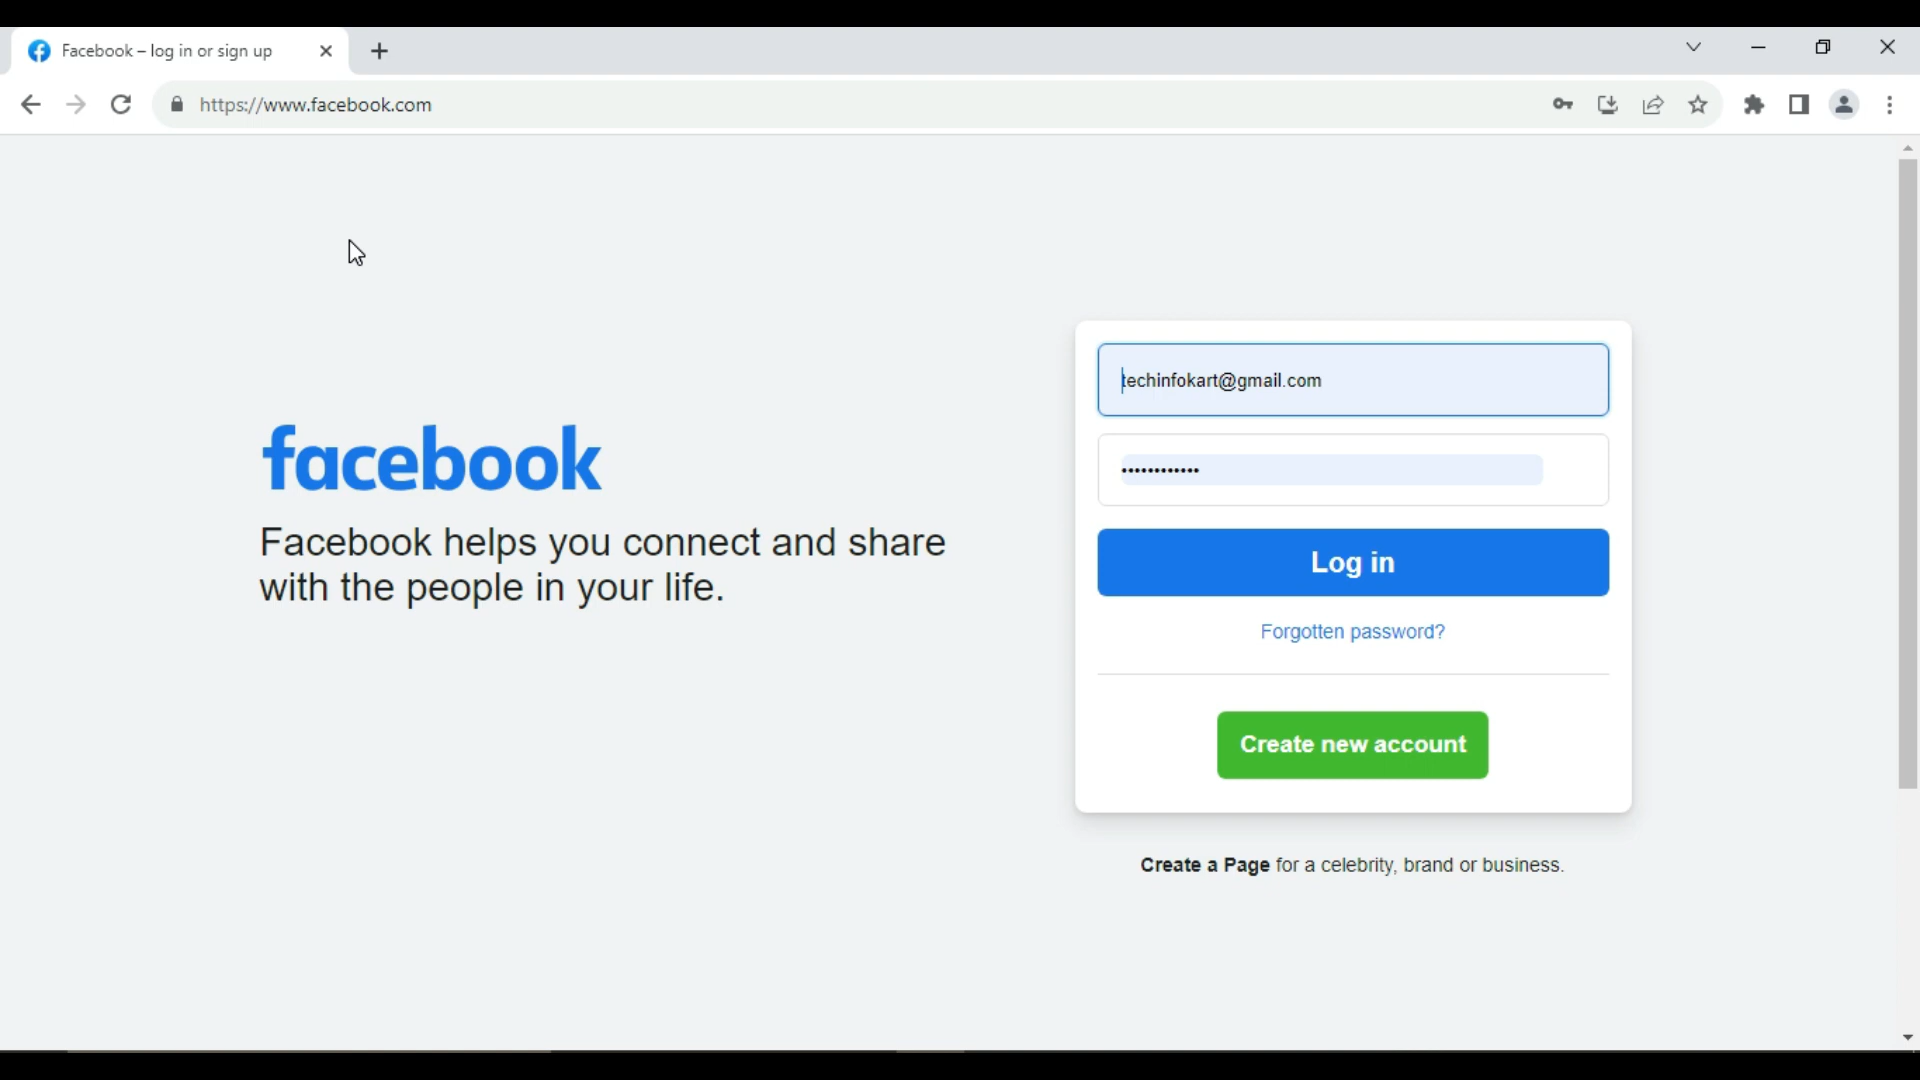 Facebook – log in or sign up
https://www.facebook.com
techinfokart@gmail.com
••••••••••••
facebook
Facebook helps you connect and share
with the people in your life.
Log in
Forgotten password?
Create new account
Create a Page for a celebrity, brand or business.